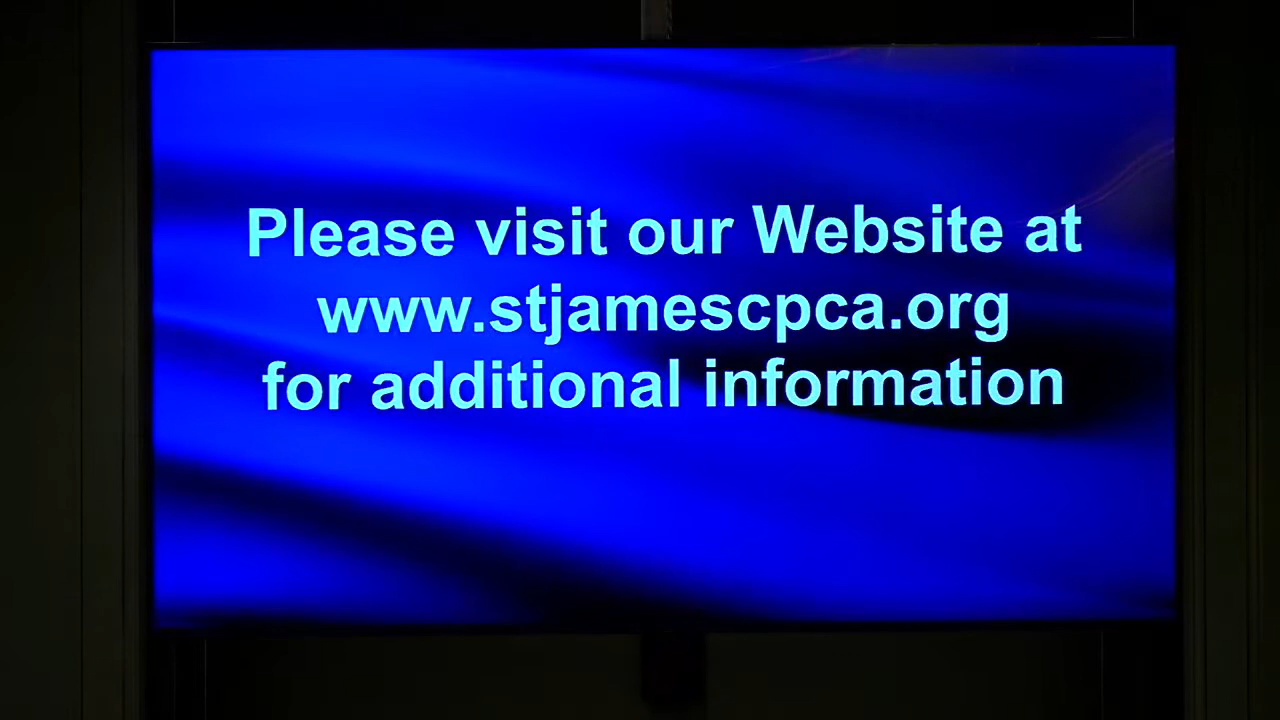 Please visit our Website at
www.stjamescpca.org
for additional information